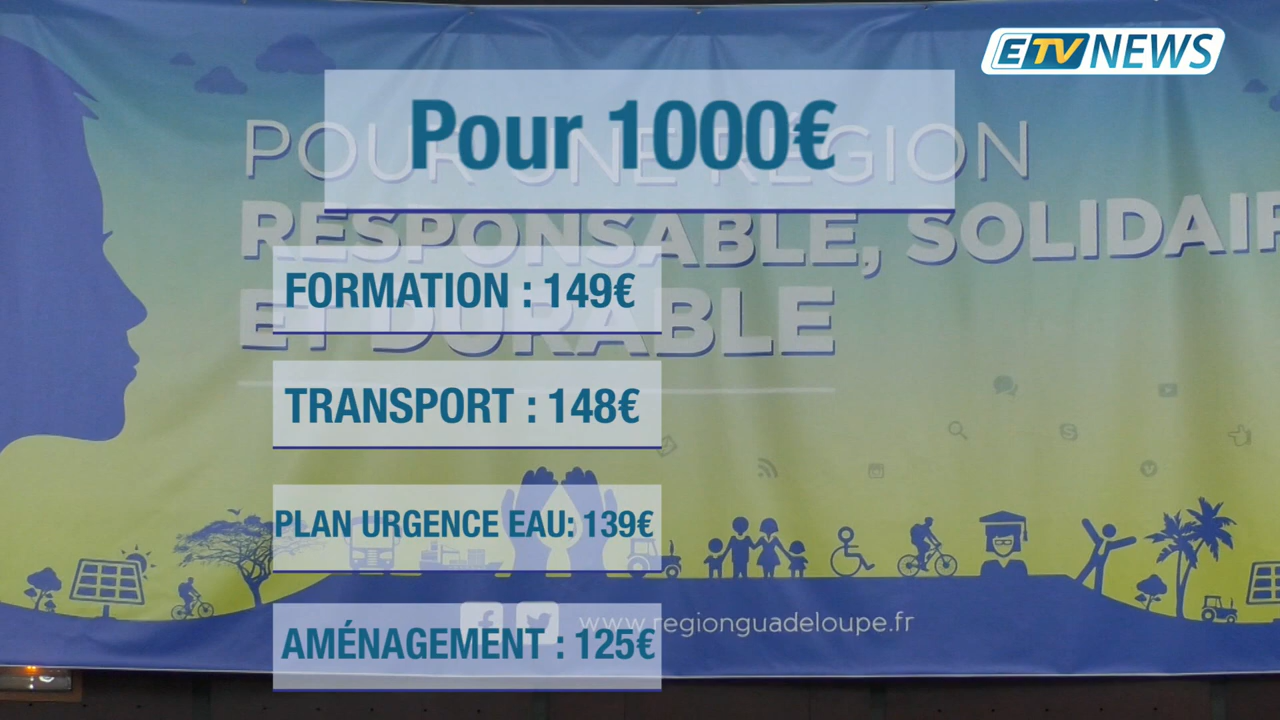 ETV NEWS
Pour 1000€
POUR UNE RÉGION
RESPONSABLE, SOLIDAIR
ET DURABLE
FORMATION : 149€
TRANSPORT : 148€
PLAN URGENCE EAU: 139€
AMÉNAGEMENT : 125€
www.regionguadeloupe.fr